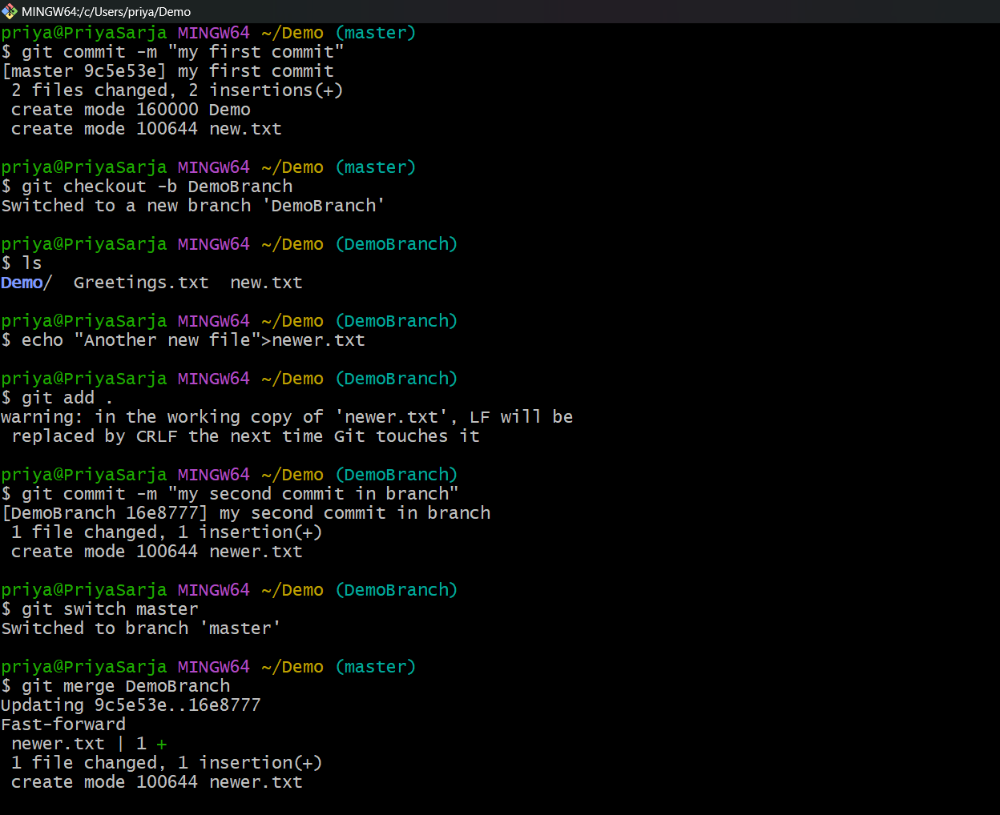 MINGW64:/c/Users/priya/Demo
priya@PriyaSarja MINGW64 ~/Demo (master)
$ git commit -m "my first commit"
[master 9c5e53e] my first commit
 2 files changed, 2 insertions(+)
 create mode 160000 Demo
 create mode 100644 new.txt

priya@PriyaSarja MINGW64 ~/Demo (master)
$ git checkout -b DemoBranch
Switched to a new branch 'DemoBranch'

priya@PriyaSarja MINGW64 ~/Demo (DemoBranch)
$ ls
Demo/  Greetings.txt  new.txt

priya@PriyaSarja MINGW64 ~/Demo (DemoBranch)
$ echo "Another new file">newer.txt

priya@PriyaSarja MINGW64 ~/Demo (DemoBranch)
$ git add .
warning: in the working copy of 'newer.txt', LF will be
 replaced by CRLF the next time Git touches it

priya@PriyaSarja MINGW64 ~/Demo (DemoBranch)
$ git commit -m "my second commit in branch"
[DemoBranch 16e8777] my second commit in branch
 1 file changed, 1 insertion(+)
 create mode 100644 newer.txt

priya@PriyaSarja MINGW64 ~/Demo (DemoBranch)
$ git switch master
Switched to branch 'master'

priya@PriyaSarja MINGW64 ~/Demo (master)
$ git merge DemoBranch
Updating 9c5e53e..16e8777
Fast-forward
 newer.txt | 1 +
 1 file changed, 1 insertion(+)
 create mode 100644 newer.txt